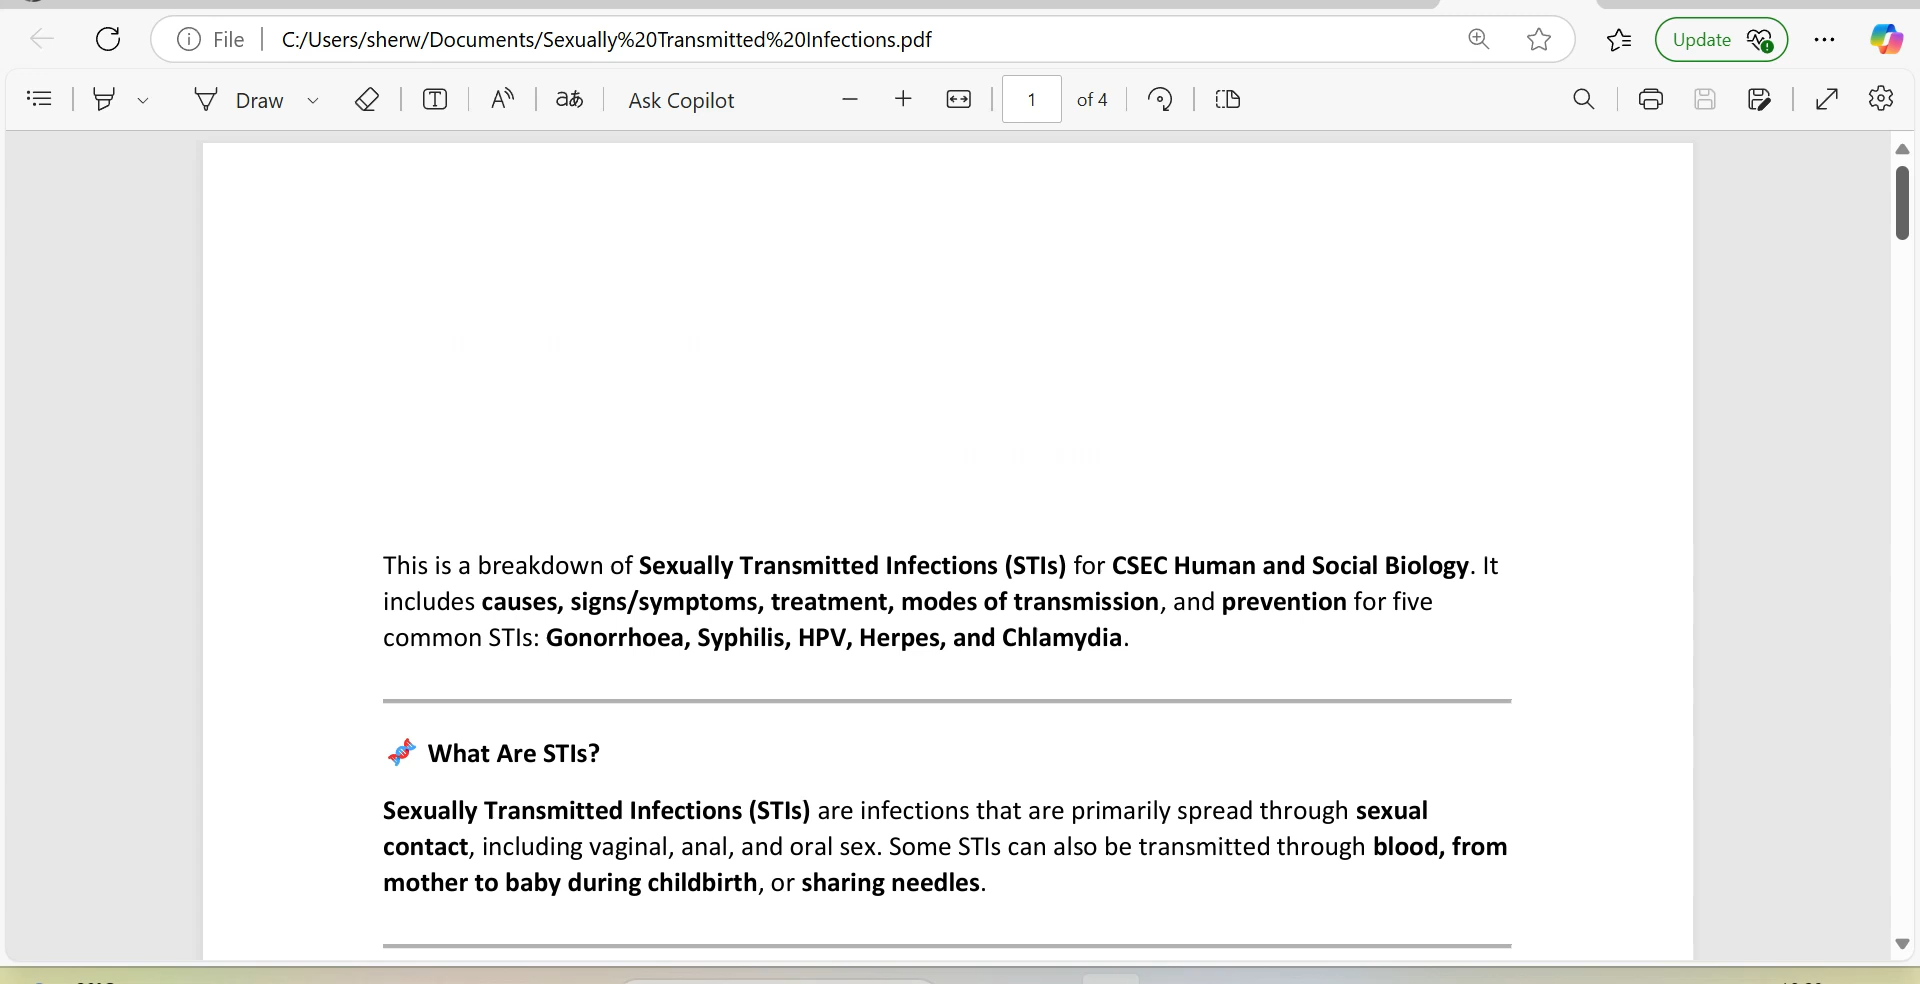 File
C:/Users/sherw/Documents/Sexually%20Transmitted%20Infections.pdf
Update
Draw
T
A
aあ
Ask Copilot
1
of 4
This is a breakdown of Sexually Transmitted Infections (STIs) for CSEC Human and Social Biology. It
includes causes, signs/symptoms, treatment, modes of transmission, and prevention for five
common STIs: Gonorrhoea, Syphilis, HPV, Herpes, and Chlamydia.
What Are STIs?
Sexually Transmitted Infections (STIs) are infections that are primarily spread through sexual
contact, including vaginal, anal, and oral sex. Some STIs can also be transmitted through blood, from
mother to baby during childbirth, or sharing needles.